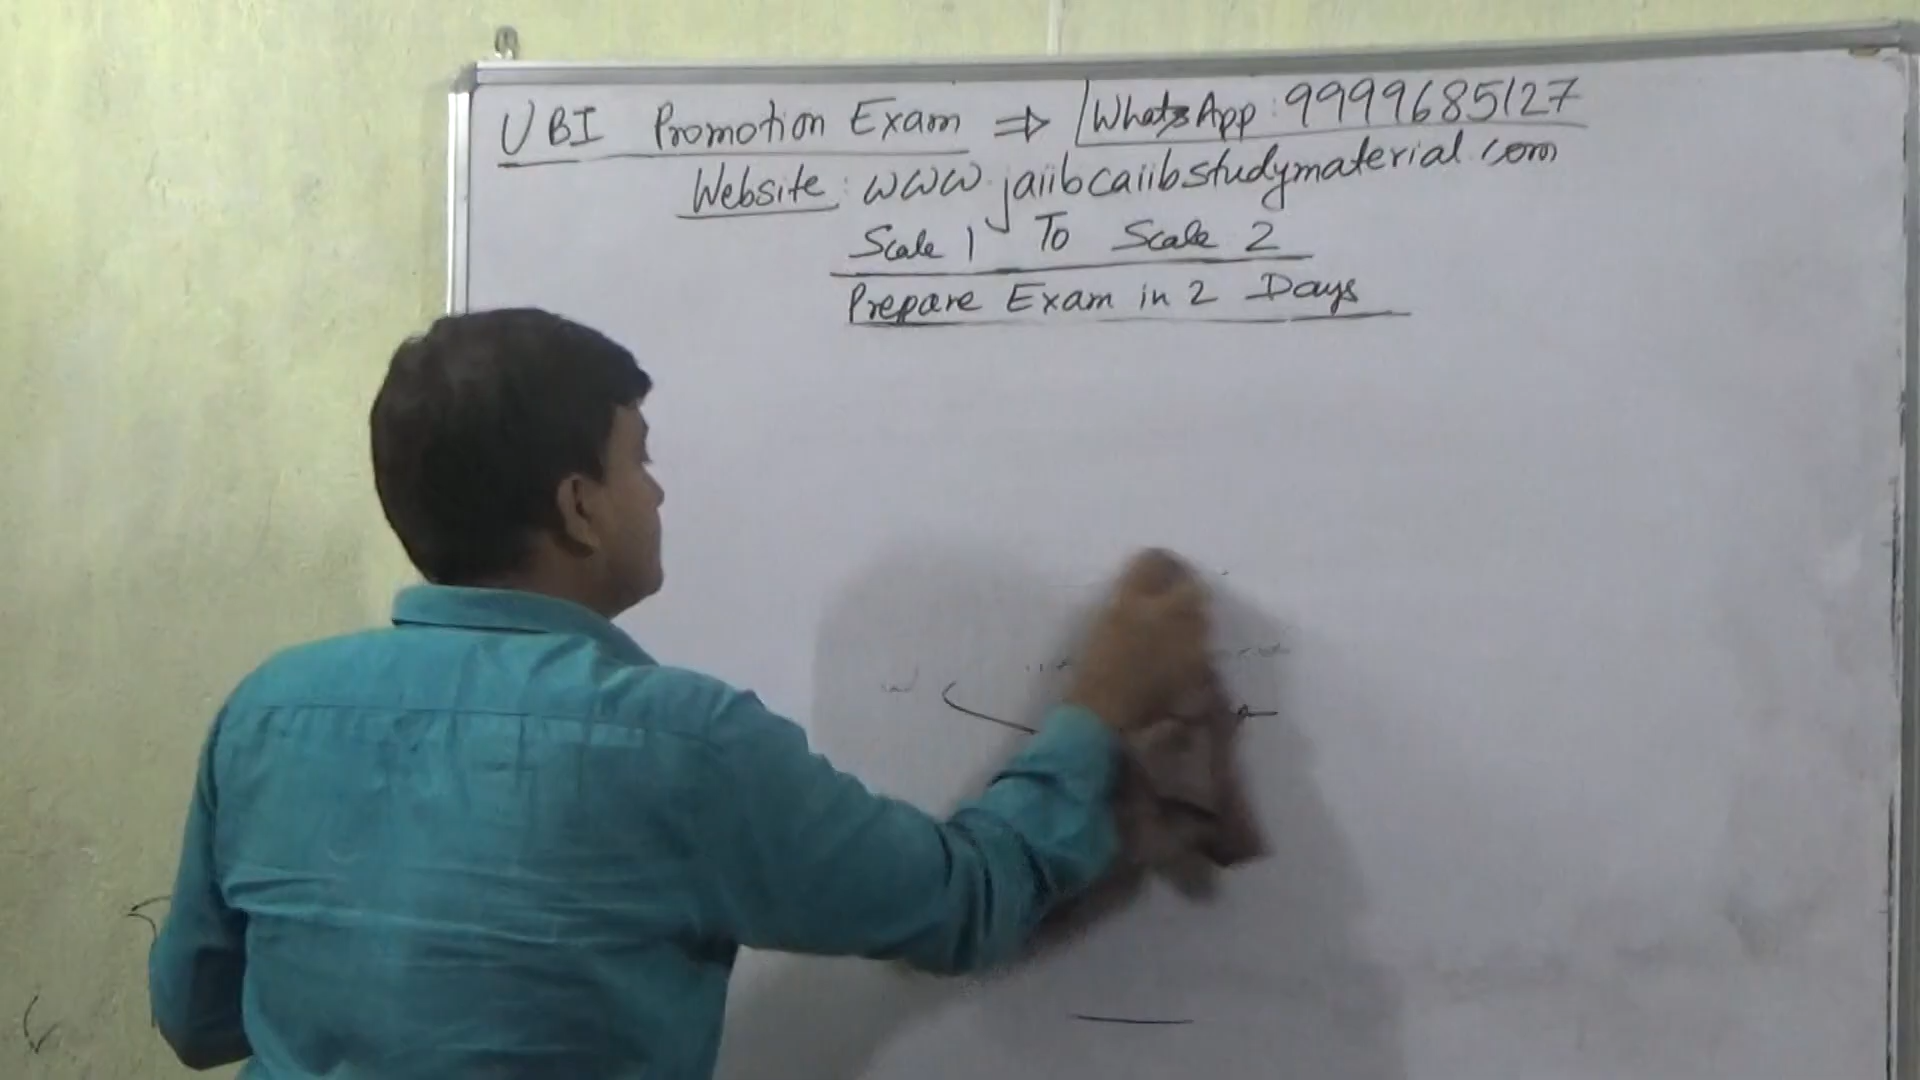 UBI Promotion Exam ⇒ WhatsApp: 9999685127
Website: www.jaiibcaiibstudymaterial.com
Scale 1 To Scale 2
Prepare Exam in 2 Days